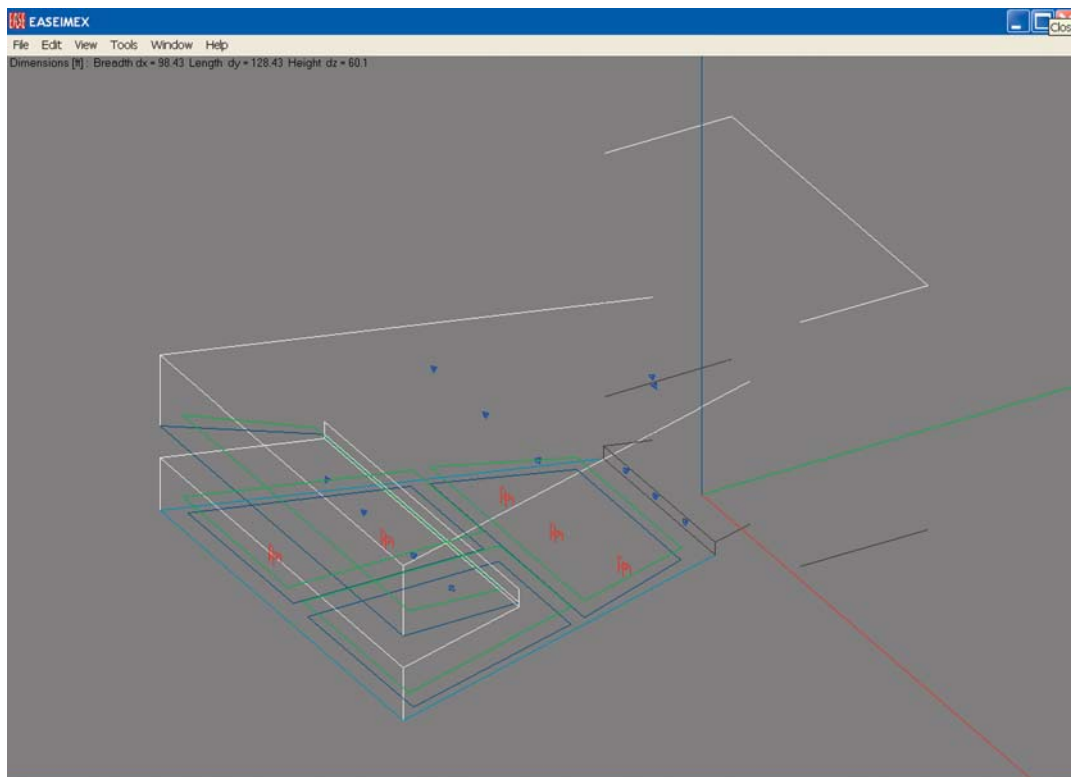 EASE EASEIMEX
Clos
File Edit View Tools Window Help
Dimensions [ft] : Breadth dx = 98.43 Length dy = 128.43 Height dz = 60.1